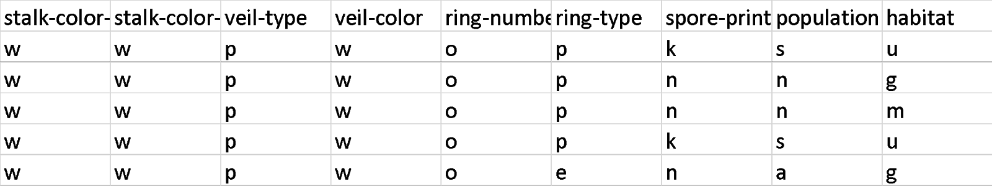 stalk-color- stalk-color- veil-type veil-color ring-numbe ring-type spore-print population habitat
w w p w o p k s u
w w p w o p n n g
w w p w o p n n m
w w p w o p k s u
w w p w o e n a g